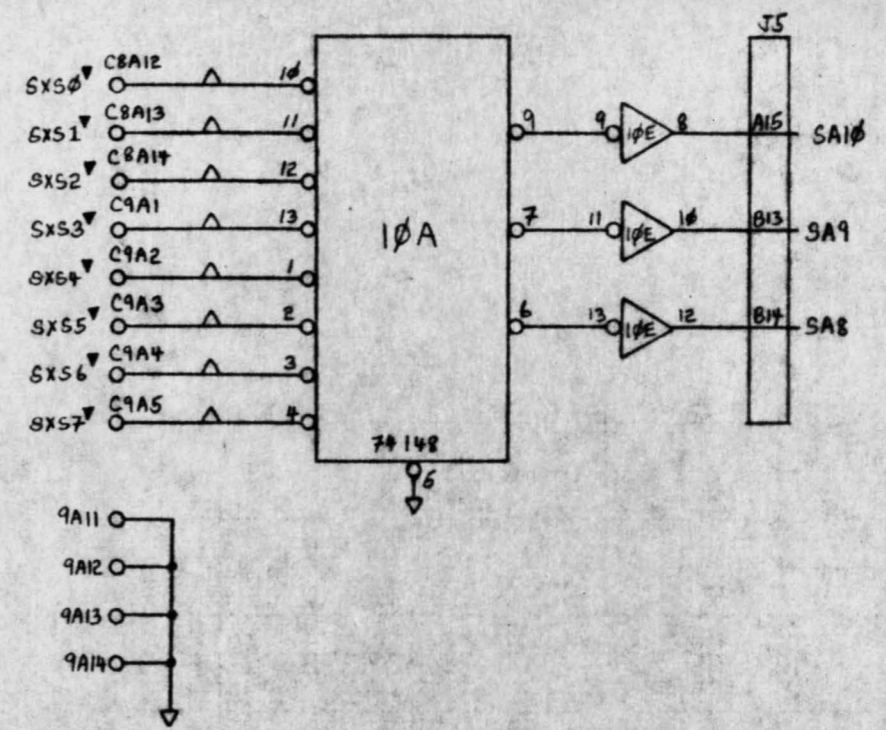 J5
SXSØ▼ C8A12 1Ø
SXS1▼ C8A13 11 9 9 1ØE 8 A15 SA1Ø
SXS2▼ C8A14 12
SXS3▼ C9A1 13 1ØA 7 11 1ØE 1Ø B13 SA9
SXS4▼ C9A2 1
SXS5▼ C9A3 2 6 13 1ØE 12 B14 SA8
SXS6▼ C9A4 3
SXS7▼ C9A5 4
74148
6
9A11
9A12
9A13
9A14